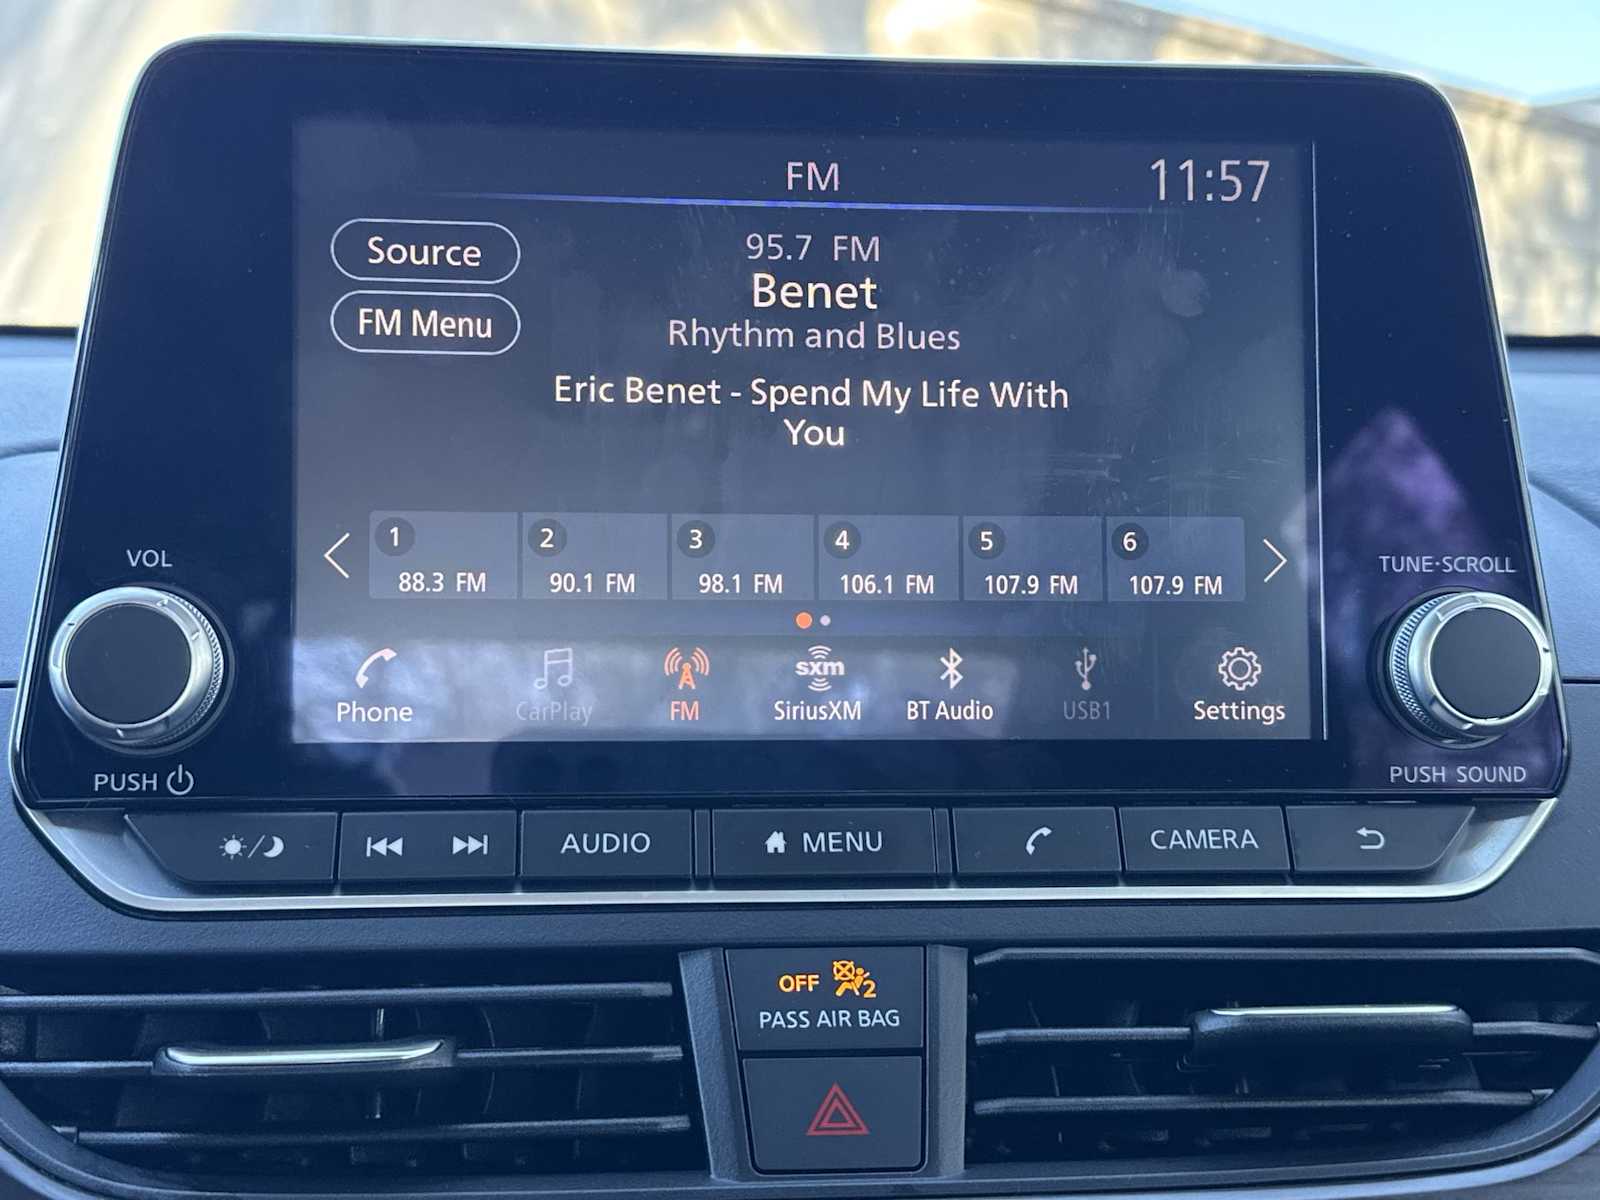 FM
11:57
Source
95.7 FM
Benet
FM Menu
Rhythm and Blues
Eric Benet - Spend My Life With
You
1
2
3
4
5
6
88.3 FM
90.1 FM
98.1 FM
106.1 FM
107.9 FM
107.9 FM
VOL
TUNE·SCROLL
sxm
Phone
CarPlay
FM
SiriusXM
BT Audio
USB1
Settings
PUSH
PUSH SOUND
AUDIO
MENU
CAMERA
OFF
2
PASS AIR BAG